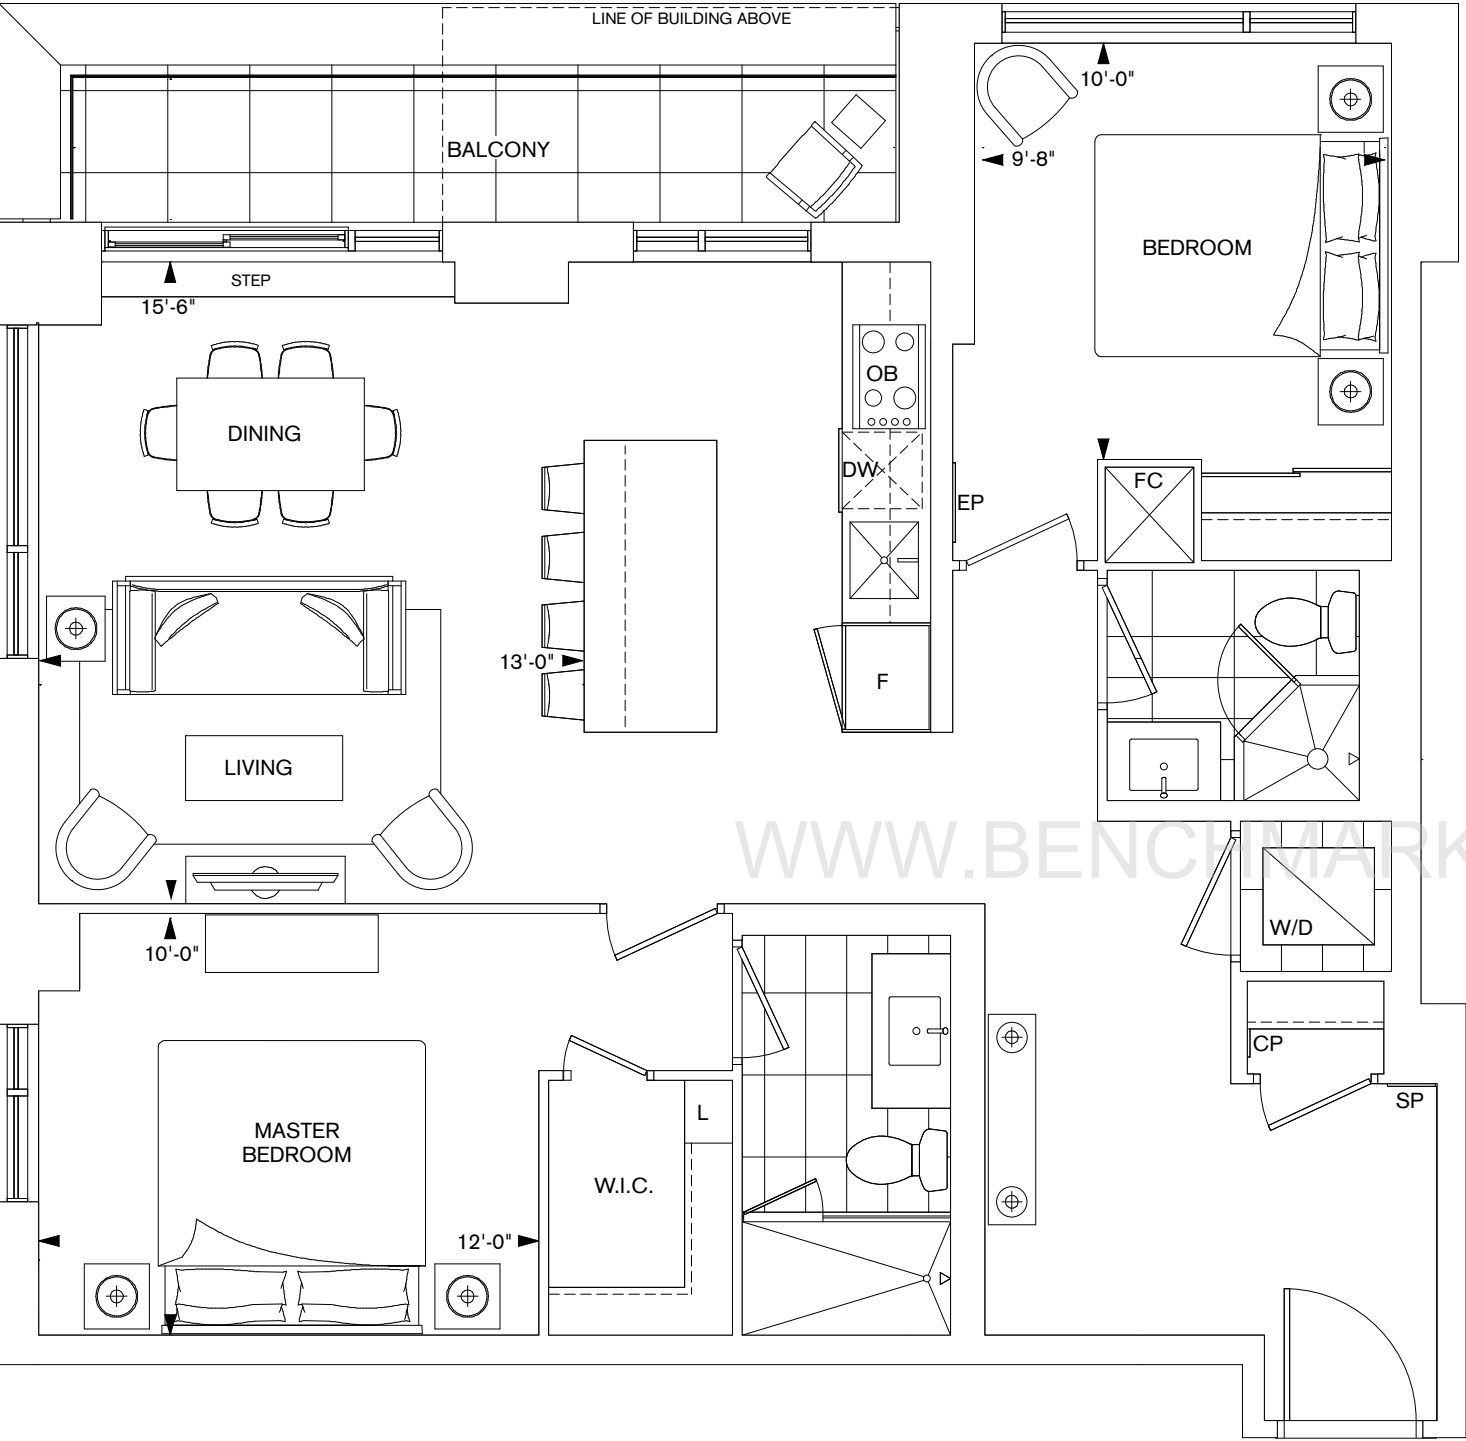 LINE OF BUILDING ABOVE
10'-0"
BALCONY
9'-8"
BEDROOM
STEP
15'-6"
OB
DINING
DW
FC
EP
13'-0"
F
LIVING
WWW.BENCHMARK
W/D
10'-0"
CP
SP
L
MASTER
BEDROOM
W.I.C.
12'-0"